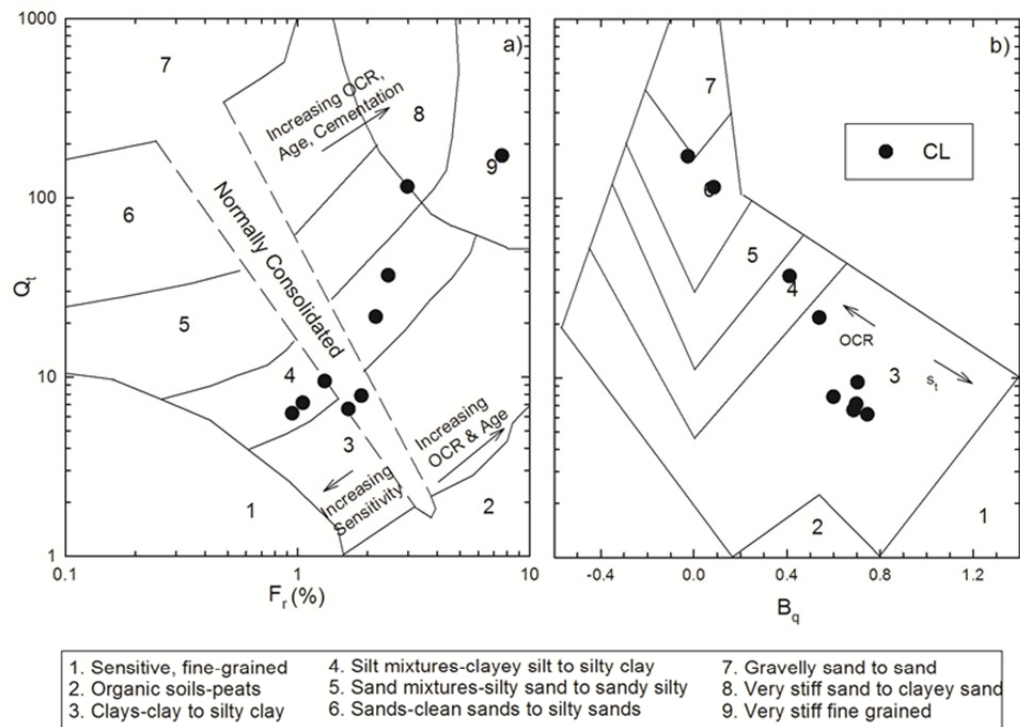 1000
100
10
1
Qt
0.1
1
10
Fr (%)
a)
7
8
9
6
5
4
3
1
2
Increasing OCR,
Age, Cementation
Normally Consolidated
Increasing
OCR & Age
Increasing
Sensitivity
b)
7
CL
6
5
4
OCR
3
st
1
2
-0.4
0.0
0.4
0.8
1.2
Bq
1. Sensitive, fine-grained
2. Organic soils-peats
3. Clays-clay to silty clay
4. Silt mixtures-clayey silt to silty clay
5. Sand mixtures-silty sand to sandy silty
6. Sands-clean sands to silty sands
7. Gravelly sand to sand
8. Very stiff sand to clayey sand
9. Very stiff fine grained